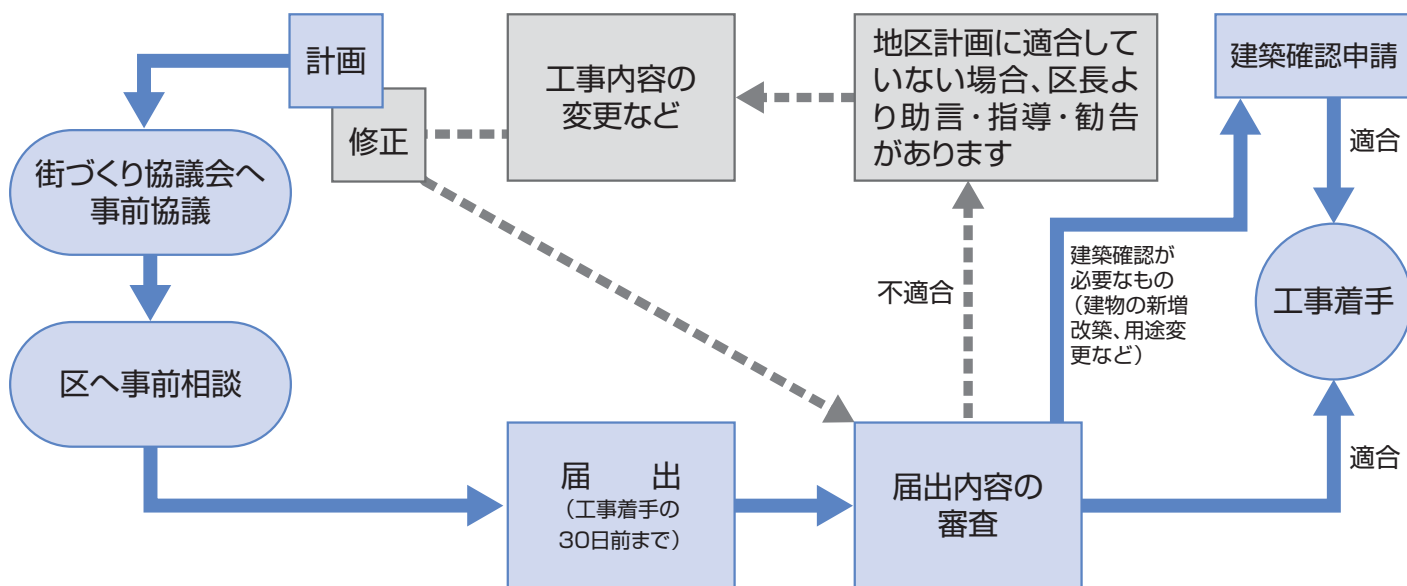 計画
修正
工事内容の
変更など
地区計画に適合して
いない場合、区長よ
り助言・指導・勧告
があります
建築確認申請
適合
街づくり協議会へ
事前協議
建築確認が
必要なもの
（建物の新増
改築、用途変
更など）
不適合
工事着手
区へ事前相談
適合
届　出
（工事着手の
30日前まで）
届出内容の
審査